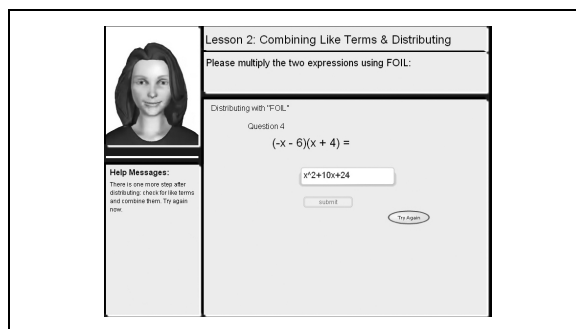 Lesson 2: Combining Like Terms & Distributing
Please multiply the two expressions using FOIL:
Distributing with "FOIL"
Question 4
(-x - 6)(x + 4) =
x^2+10x+24
submit
Try Again
Help Messages:
There is one more step after
distributing: check for like terms
and combine them. Try again
now.